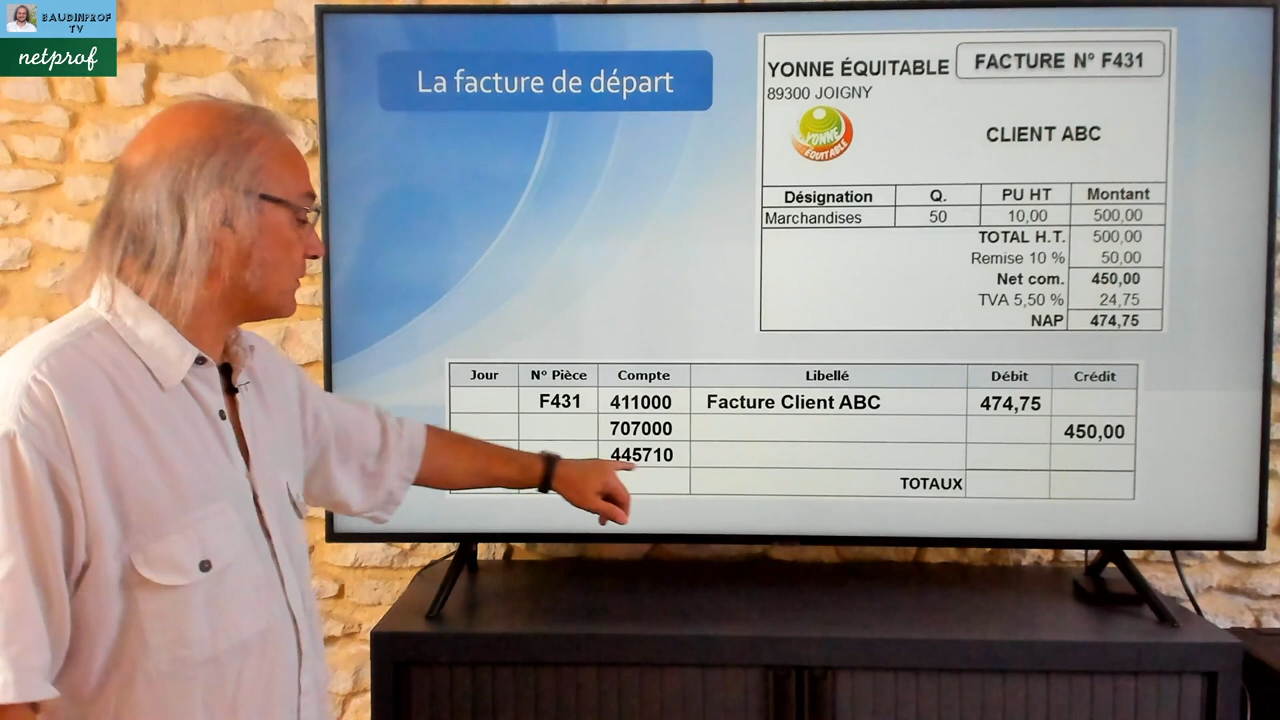 BAUDINPROF
TV
netprof
La facture de départ
YONNE ÉQUITABLE
FACTURE N° F431
89300 JOIGNY
YONNE
ÉQUITABLE
CLIENT ABC
Désignation Q. PU HT Montant
Marchandises 50 10,00 500,00
TOTAL H.T. 500,00
Remise 10 % 50,00
Net com. 450,00
TVA 5,50 % 24,75
NAP 474,75
Jour N° Pièce Compte Libellé Débit Crédit
F431 411000 Facture Client ABC 474,75
707000 450,00
445710
TOTAUX